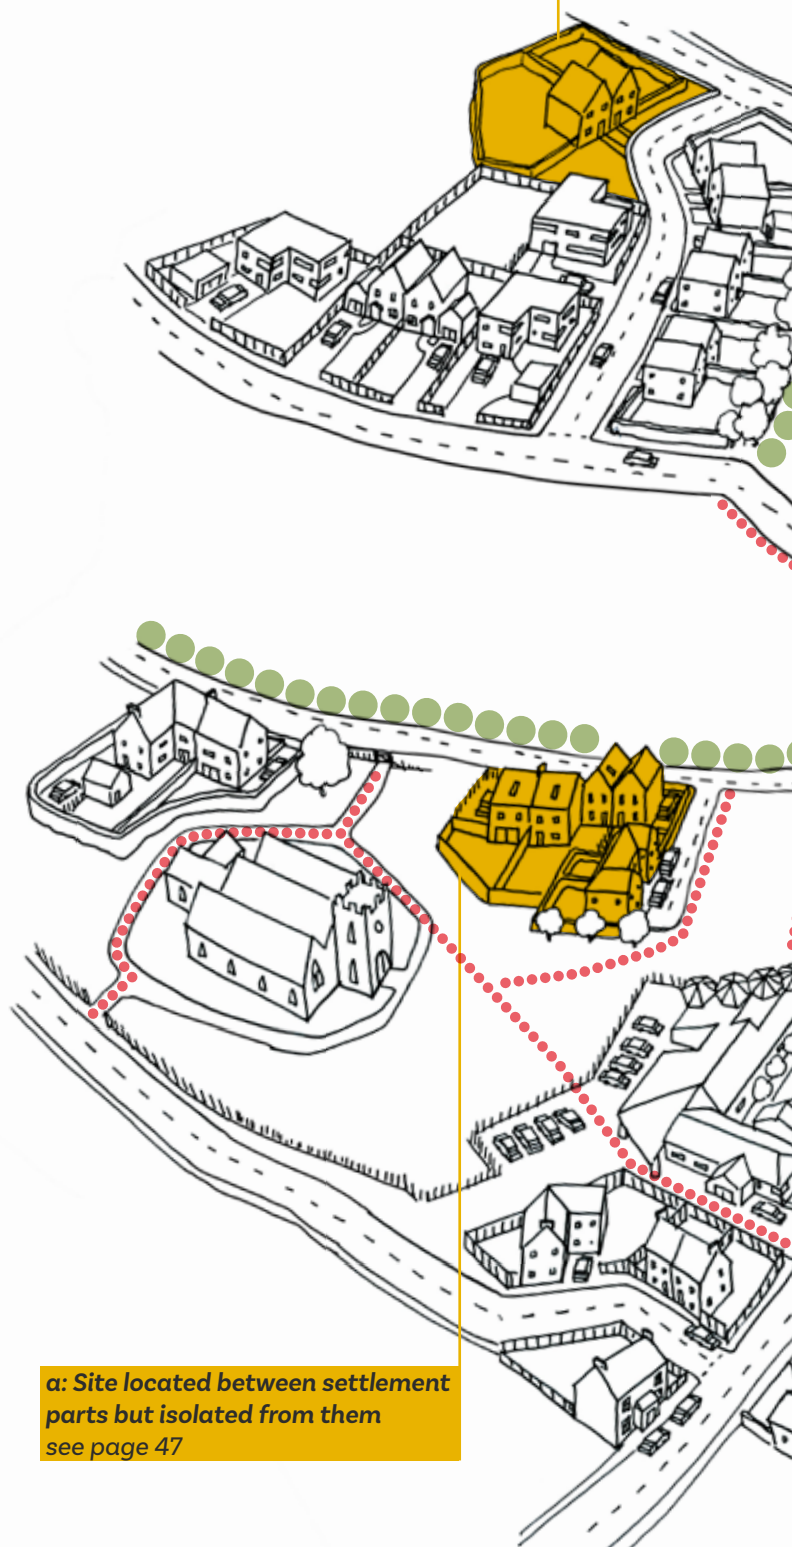 a: Site located between settlement
parts but isolated from them
see page 47